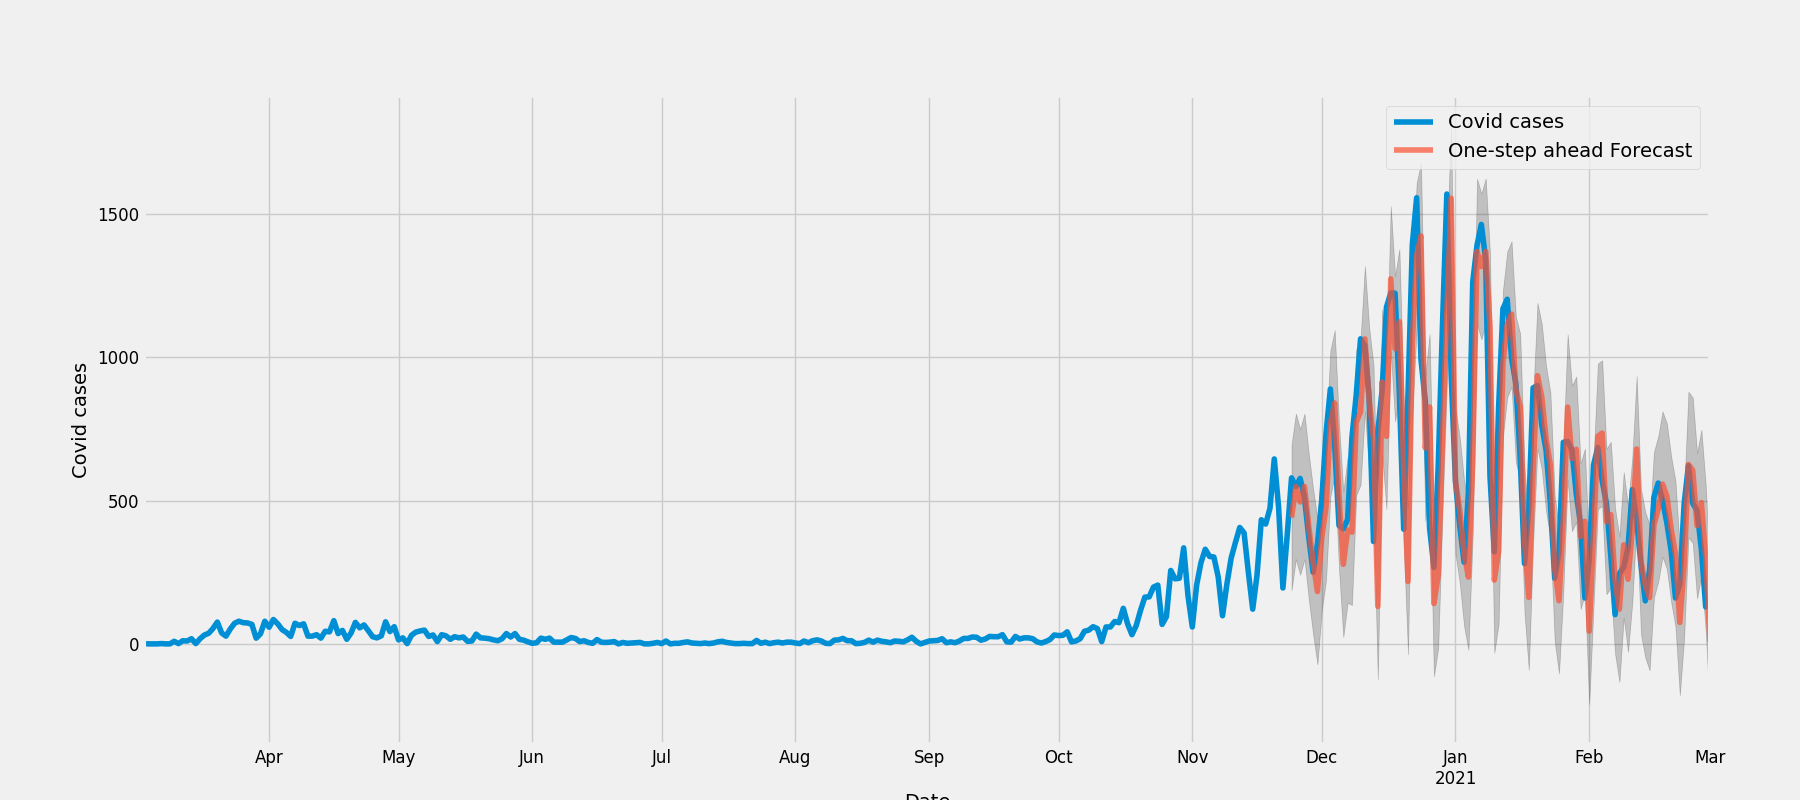 Covid cases
One-step ahead Forecast
1500
1000
500
0
Covid cases
Apr May Jun Jul Aug Sep Oct Nov Dec Jan Feb Mar
2021
Date